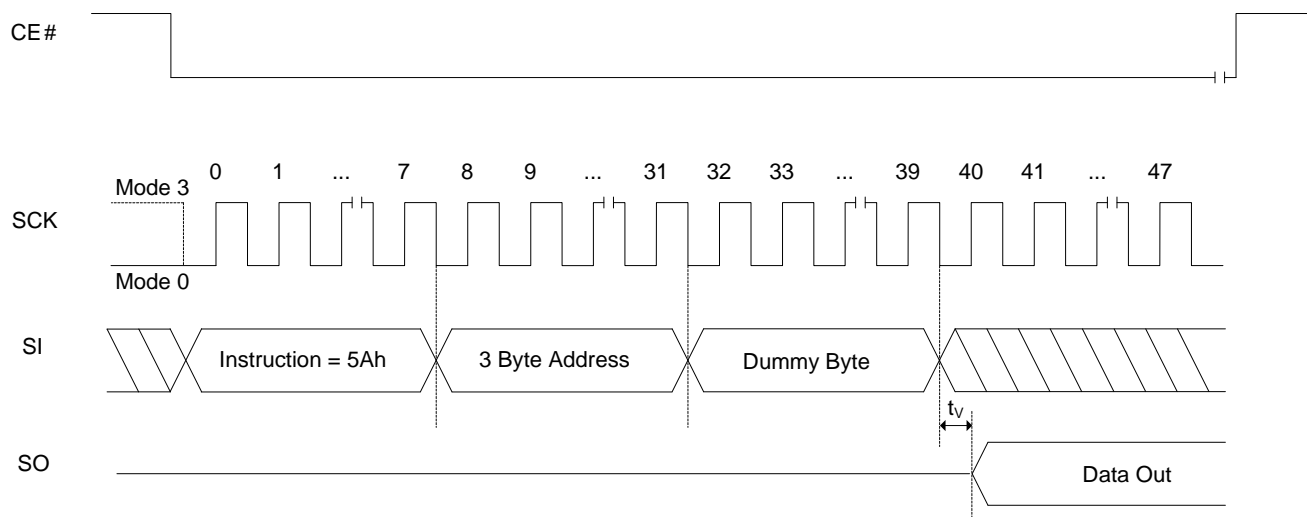 CE#
0 1 ... 7 8 9 ... 31 32 33 ... 39 40 41 ... 47
Mode 3
SCK
Mode 0
SI
Instruction = 5Ah
3 Byte Address
Dummy Byte
tV
SO
Data Out